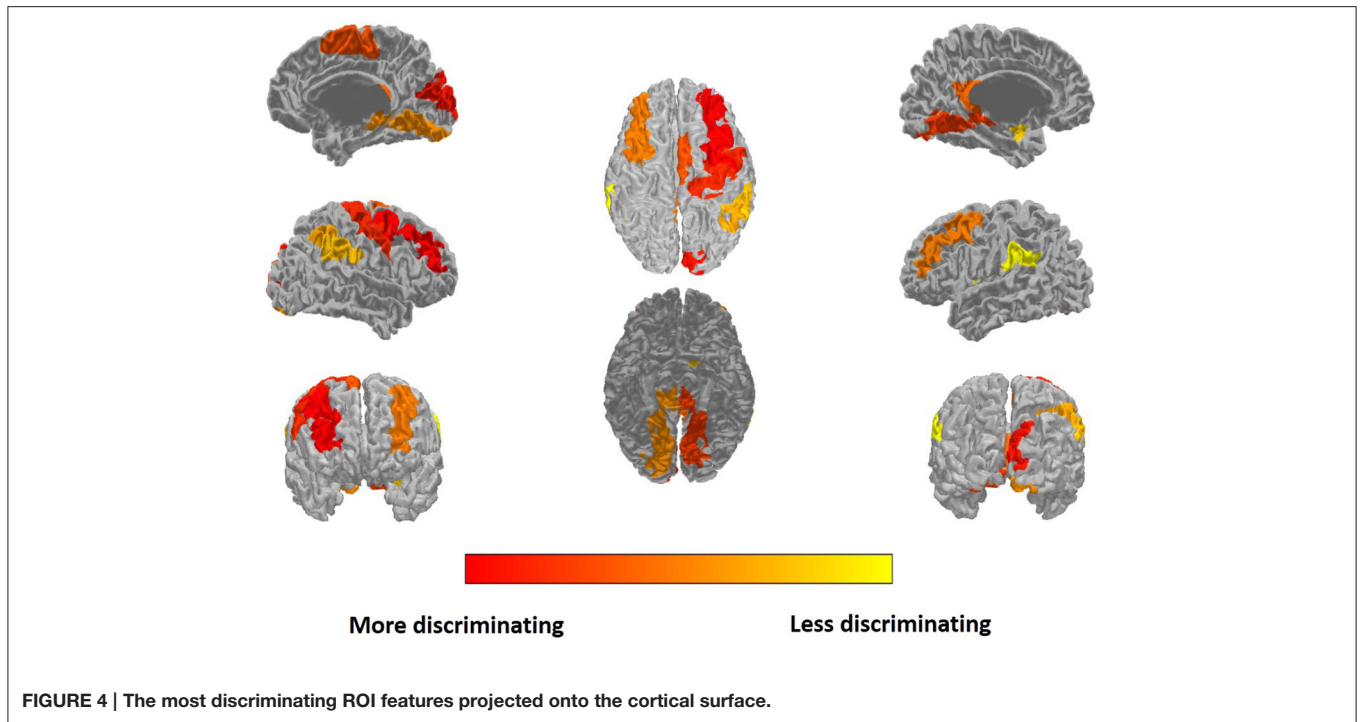 More discriminating
Less discriminating
FIGURE 4 | The most discriminating ROI features projected onto the cortical surface.